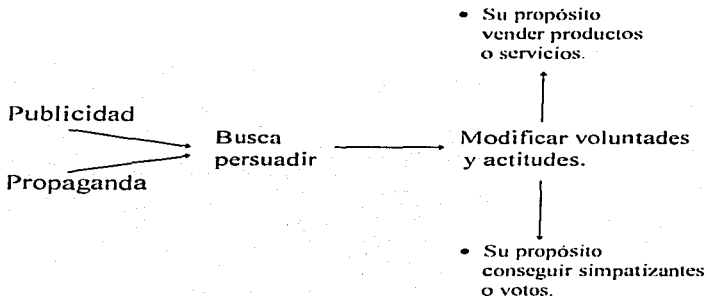 • Su propósito
vender productos
o servicios.
Publicidad
Busca
persuadir
Modificar voluntades
y actitudes.
Propaganda
• Su propósito
conseguir simpatizantes
o votos.